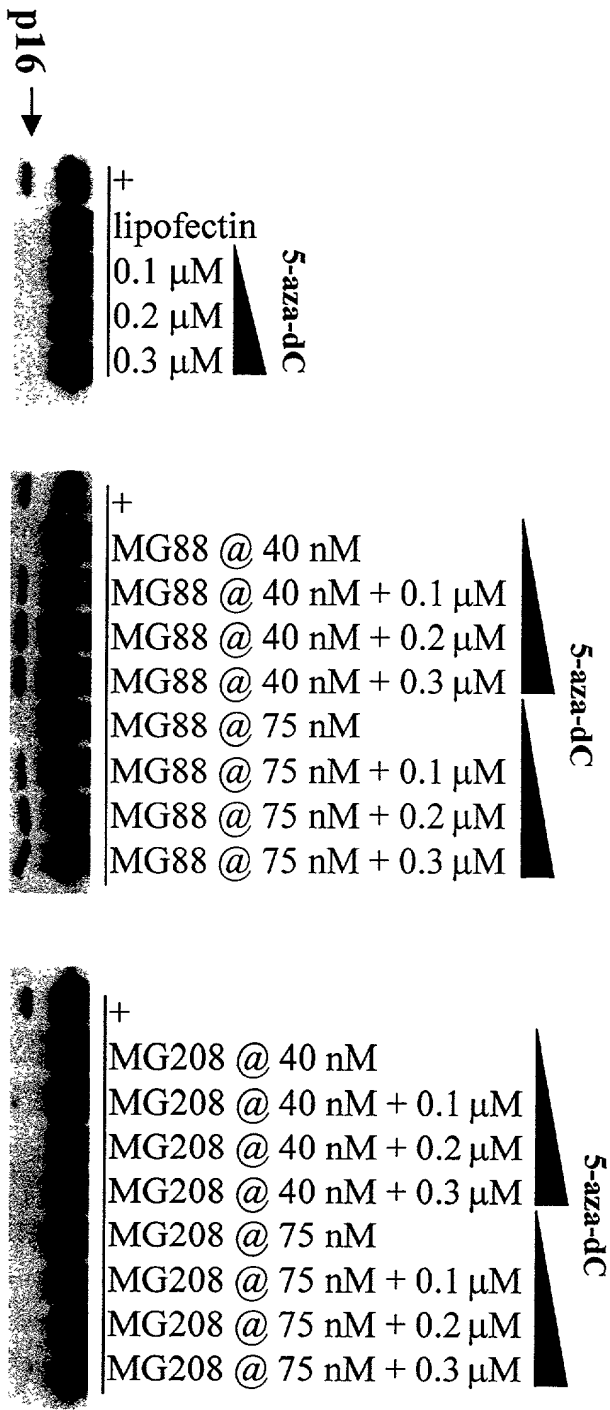 p16 →
+
lipofectin
0.1 μM
0.2 μM
0.3 μM
5-aza-dC
+
MG88 @ 40 nM
MG88 @ 40 nM + 0.1 μM
MG88 @ 40 nM + 0.2 μM
MG88 @ 40 nM + 0.3 μM
MG88 @ 75 nM
MG88 @ 75 nM + 0.1 μM
MG88 @ 75 nM + 0.2 μM
MG88 @ 75 nM + 0.3 μM
5-aza-dC
+
MG208 @ 40 nM
MG208 @ 40 nM + 0.1 μM
MG208 @ 40 nM + 0.2 μM
MG208 @ 40 nM + 0.3 μM
MG208 @ 75 nM
MG208 @ 75 nM + 0.1 μM
MG208 @ 75 nM + 0.2 μM
MG208 @ 75 nM + 0.3 μM
5-aza-dC